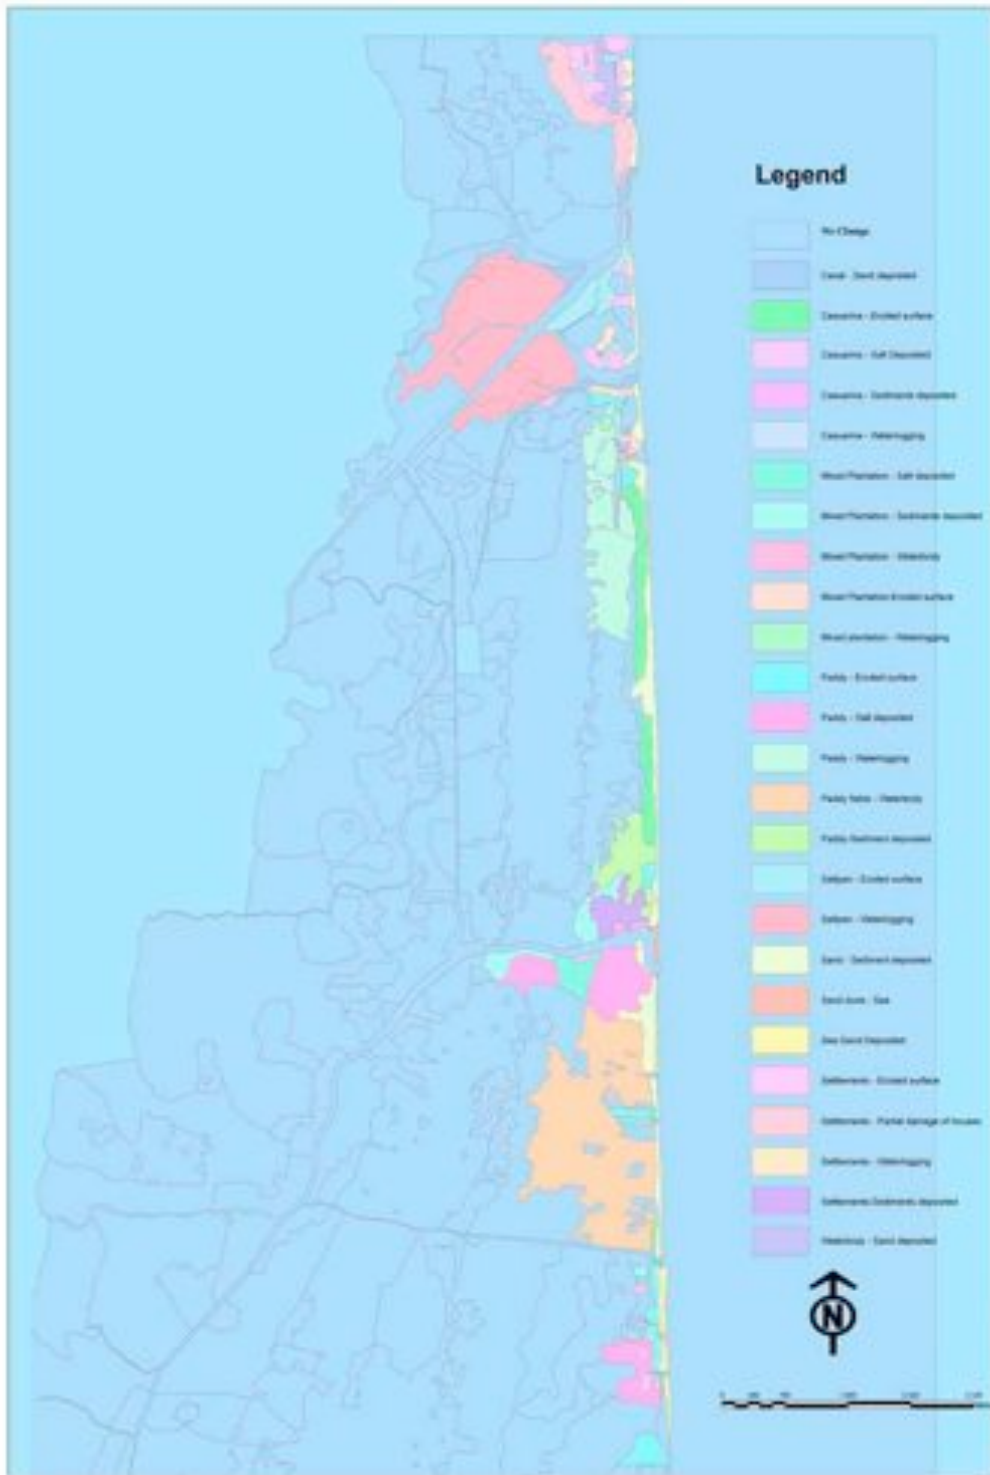 Legend
No Change
Canal - Sand deposited
Casuarina - Eroded surface
Casuarina - Salt Deposited
Casuarina - Sediments deposited
Casuarina - Waterlogging
Mixed Plantation - Salt deposited
Mixed Plantation - Sediments deposited
Mixed Plantation - Waterbody
Mixed Plantation Eroded surface
Mixed plantation - Waterlogging
Paddy - Eroded surface
Paddy - Salt deposited
Paddy - Waterlogging
Paddy fields - Waterbody
Paddy Sediment deposited
Saltpan - Eroded surface
Saltpan - Waterlogging
Sand - Sediment deposited
Sand dune - Sea
Sea Sand Deposited
Settlements - Eroded surface
Settlements - Partial damage of houses
Settlements - Waterlogging
Settlements Sediments deposited
Waterbody - Sand deposited
N